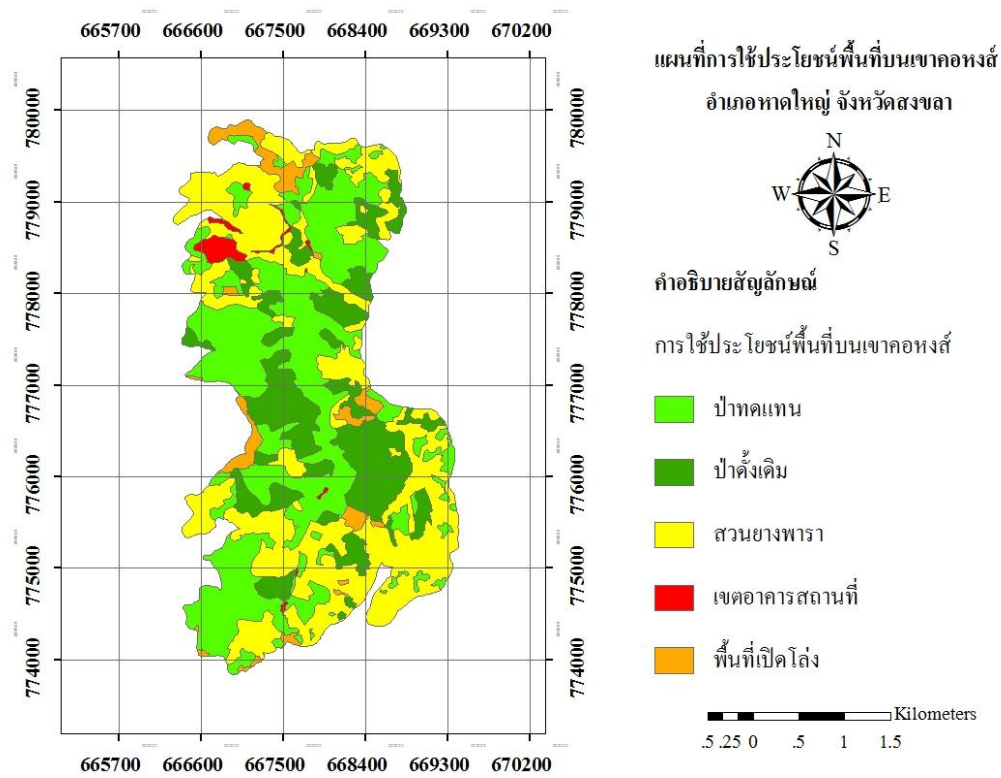 665700 666600 667500 668400 669300 670200
780000
779000
778000
777000
776000
775000
774000
780000
779000
778000
777000
776000
775000
774000
665700 666600 667500 668400 669300 670200
แผนที่การใช้ประโยชน์พื้นที่บนเขาคอหงส์
อำเภอหาดใหญ่ จังหวัดสงขลา
N
W E
S
คำอธิบายสัญลักษณ์
การใช้ประโยชน์พื้นที่บนเขาคอหงส์
ป่าทดแทน
ป่าดั้งเดิม
สวนยางพารา
เขตอาคารสถานที่
พื้นที่เปิดโล่ง
Kilometers
.5 .25 0 .5 1 1.5